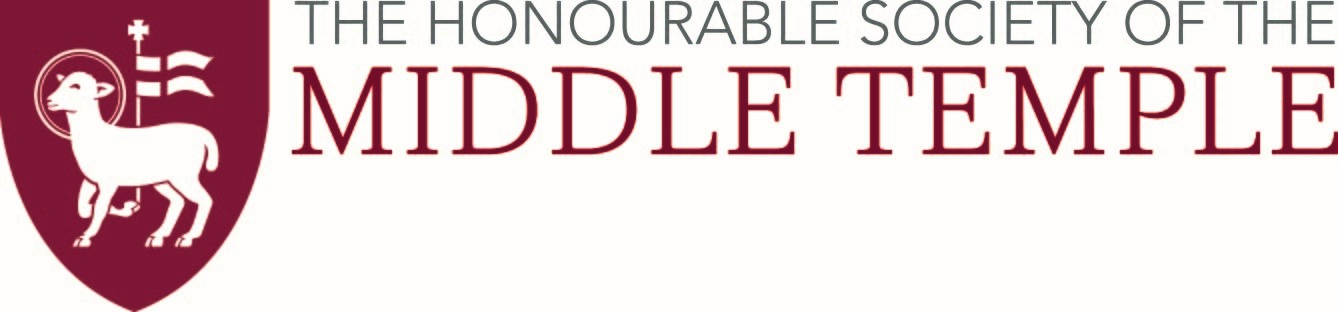 THE HONOURABLE SOCIETY OF THE
MIDDLE TEMPLE